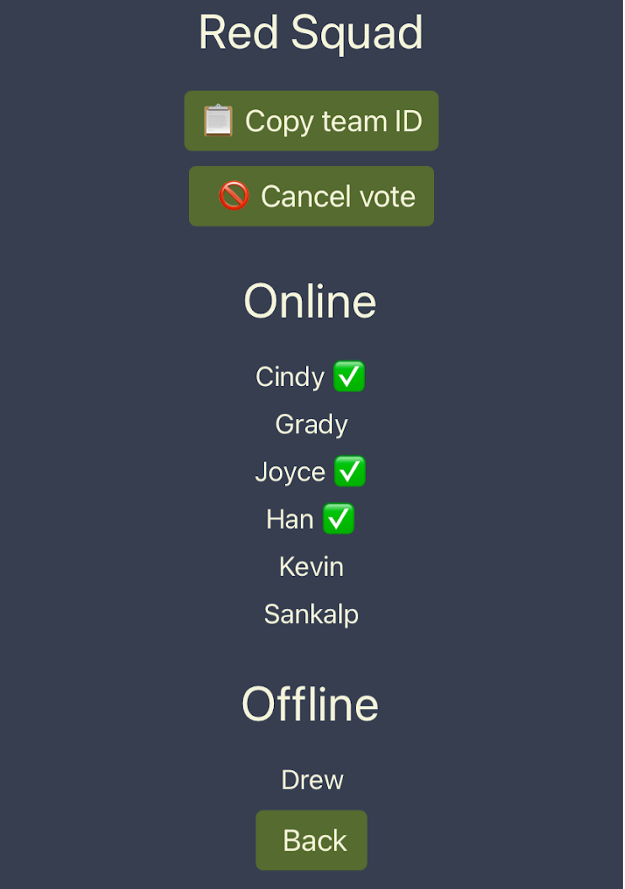 Red Squad
📋 Copy team ID
🚫 Cancel vote
Online
Cindy ✅
Grady
Joyce ✅
Han ✅
Kevin
Sankalp
Offline
Drew
Back